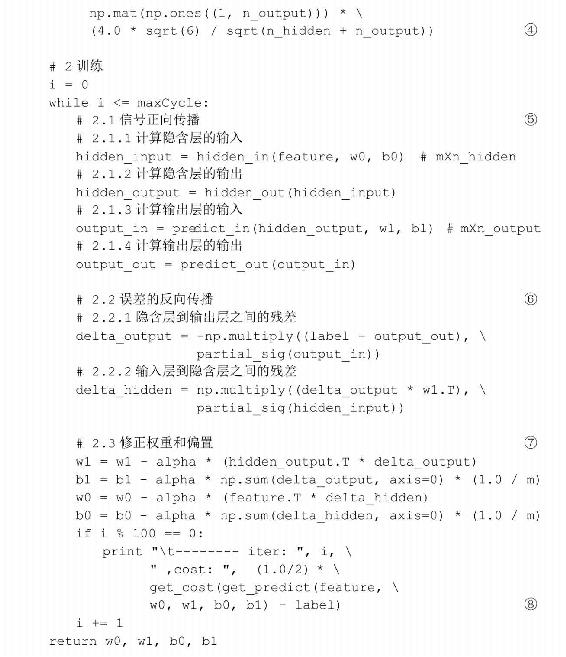 np.mat(np.ones((1, n_output))) * \
(4.0 * sqrt(6) / sqrt(n_hidden + n_output)) ④
# 2 训练
i = 0
while i <= maxCycle:
# 2.1 信号正向传播 ⑤
# 2.1.1 计算隐含层的输入
hidden_input = hidden_in(feature, w0, b0) # mXn_hidden
# 2.1.2 计算隐含层的输出
hidden_output = hidden_out(hidden_input)
# 2.1.3 计算输出层的输入
output_in = predict_in(hidden_output, w1, b1) # mXn_output
# 2.1.4 计算输出层的输出
output_out = predict_out(output_in)
# 2.2 误差的反向传播 ⑥
# 2.2.1 隐含层到输出层之间的残差
delta_output = -np.multiply((label - output_out), \
partial_sig(output_in))
# 2.2.2 输入层到隐含层之间的残差
delta_hidden = np.multiply((delta_output * w1.T), \
partial_sig(hidden_input))
# 2.3 修正权重和偏置 ⑦
w1 = w1 - alpha * (hidden_output.T * delta_output)
b1 = b1 - alpha * np.sum(delta_output, axis=0) * (1.0 / m)
w0 = w0 - alpha * (feature.T * delta_hidden)
b0 = b0 - alpha * np.sum(delta_hidden, axis=0) * (1.0 / m)
if i % 100 == 0:
print "\t-------- iter: ", i, \
" ,cost: ", (1.0/2) * \
get_cost(get_predict(feature, \
w0, w1, b0, b1) - label) ⑧
i += 1
return w0, w1, b0, b1